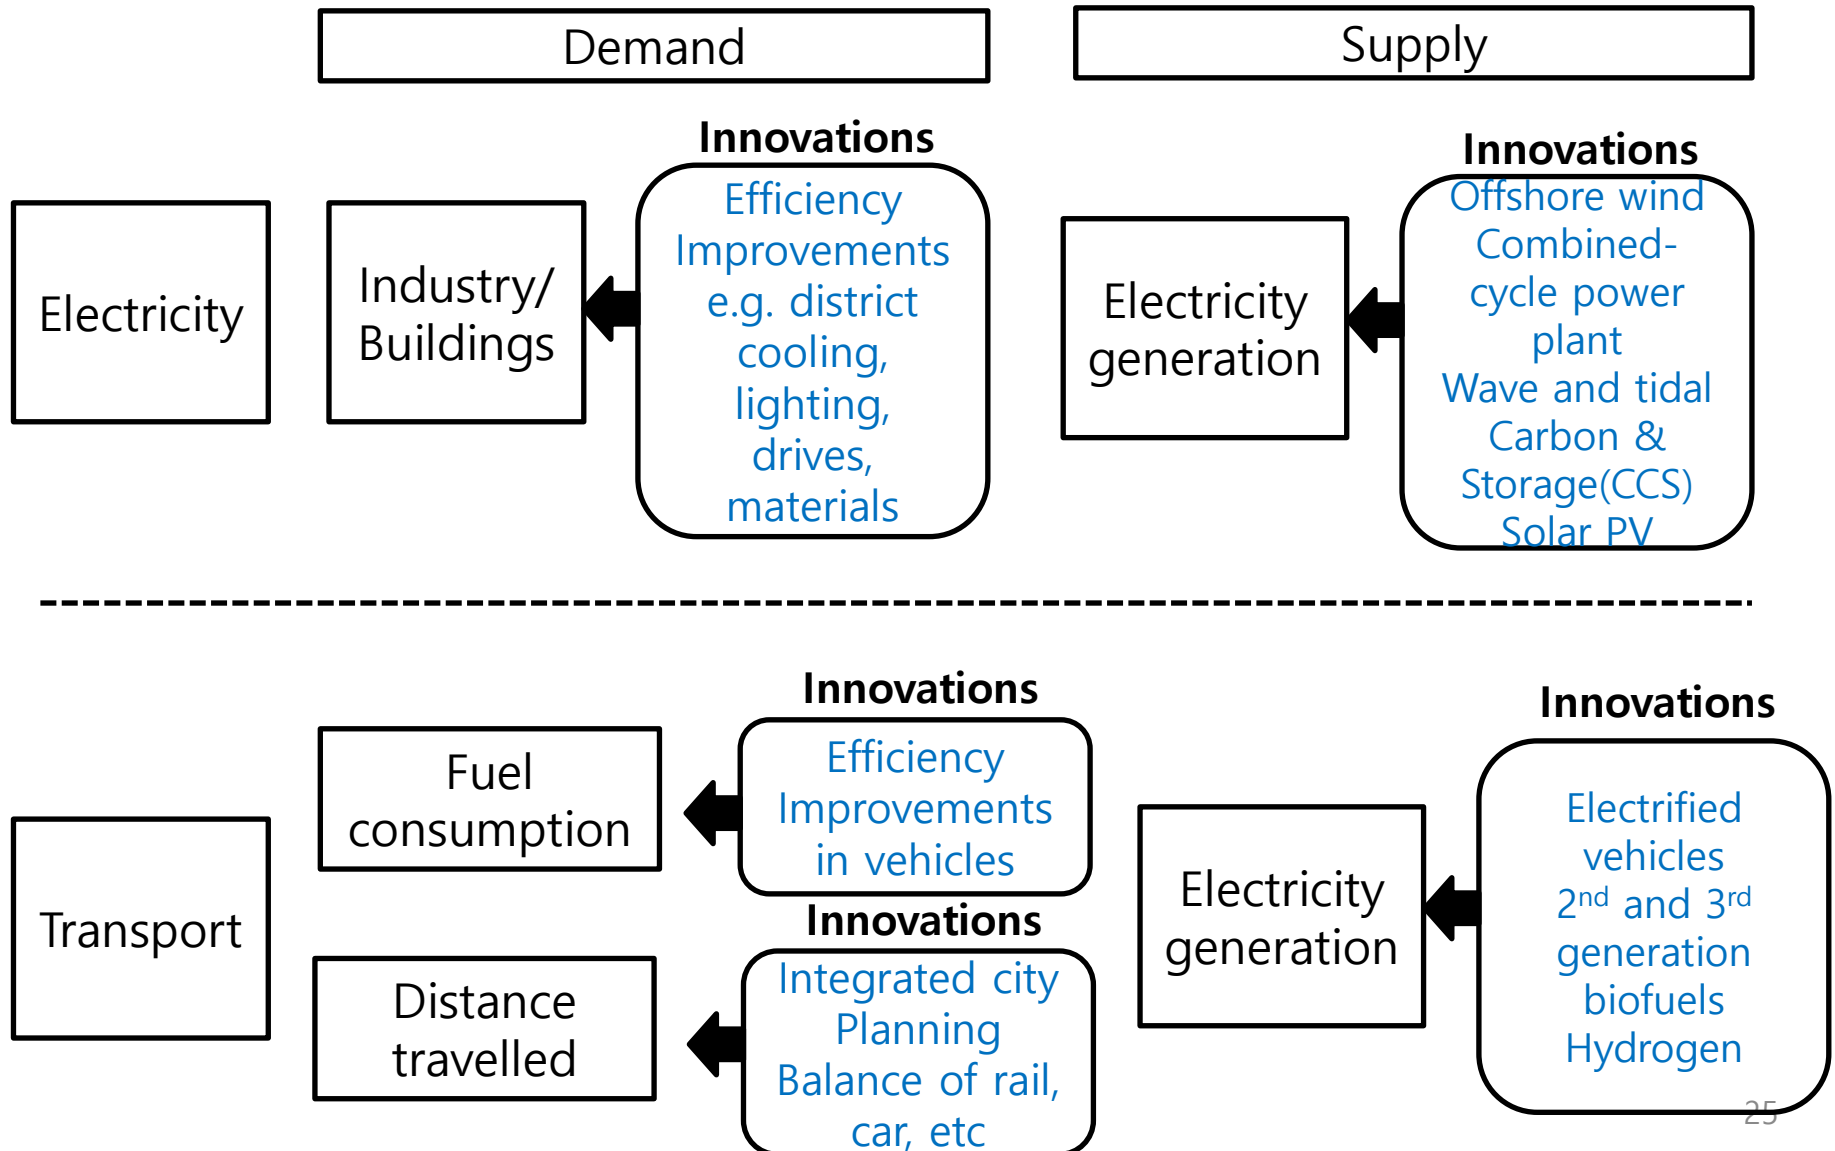 Demand
Supply
Innovations
Innovations
Electricity
Industry/
Buildings
Efficiency
Improvements
e.g. district
cooling,
lighting,
drives,
materials
Electricity
generation
Offshore wind
Combined-
cycle power
plant
Wave and tidal
Carbon &
Storage(CCS)
Solar PV
Innovations
Innovations
Transport
Fuel
consumption
Efficiency
Improvements
in vehicles
Innovations
Distance
travelled
Integrated city
Planning
Balance of rail,
car, etc
Electricity
generation
Electrified
vehicles
2nd and 3rd
generation
biofuels
Hydrogen
25